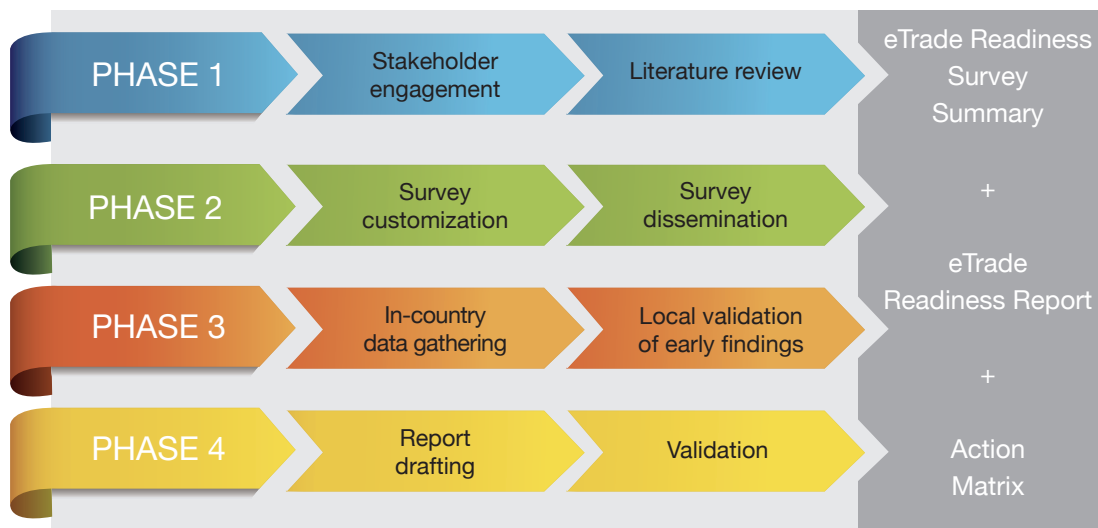 PHASE 1
Stakeholder
engagement
Literature review
PHASE 2
Survey
customization
Survey
dissemination
PHASE 3
In-country
data gathering
Local validation
of early findings
PHASE 4
Report
drafting
Validation
eTrade Readiness
Survey
Summary
+
eTrade
Readiness Report
+
Action
Matrix